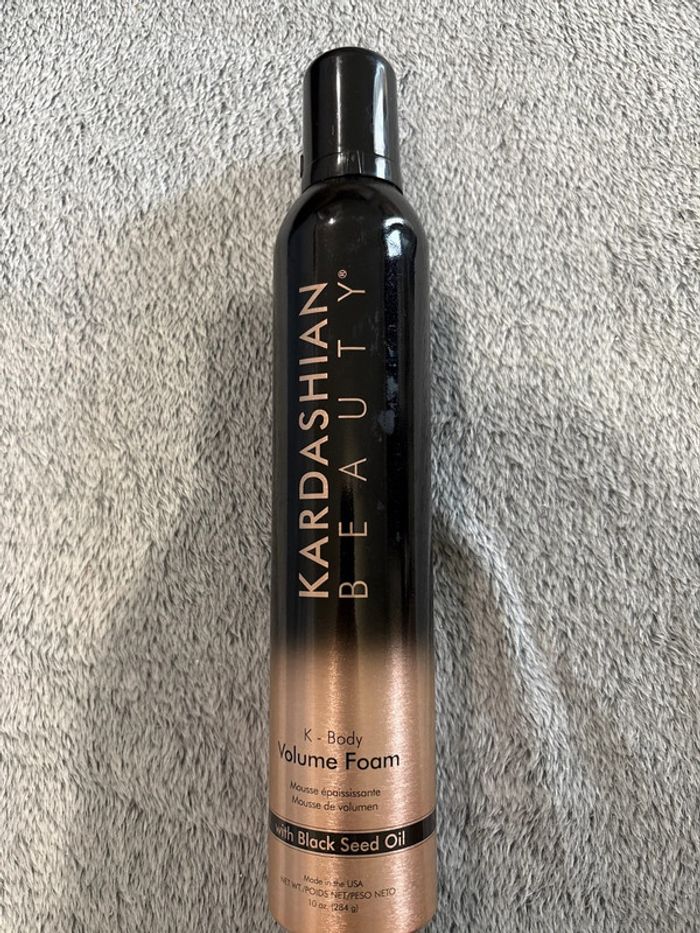 KARDASHIAN
BEAUTY®
K - Body
Volume Foam
Mousse épaississante
Mousse de volumen
with Black Seed Oil
Made in the USA
NET WT./POIDS NET/PESO NETO
10 oz. (284 g)